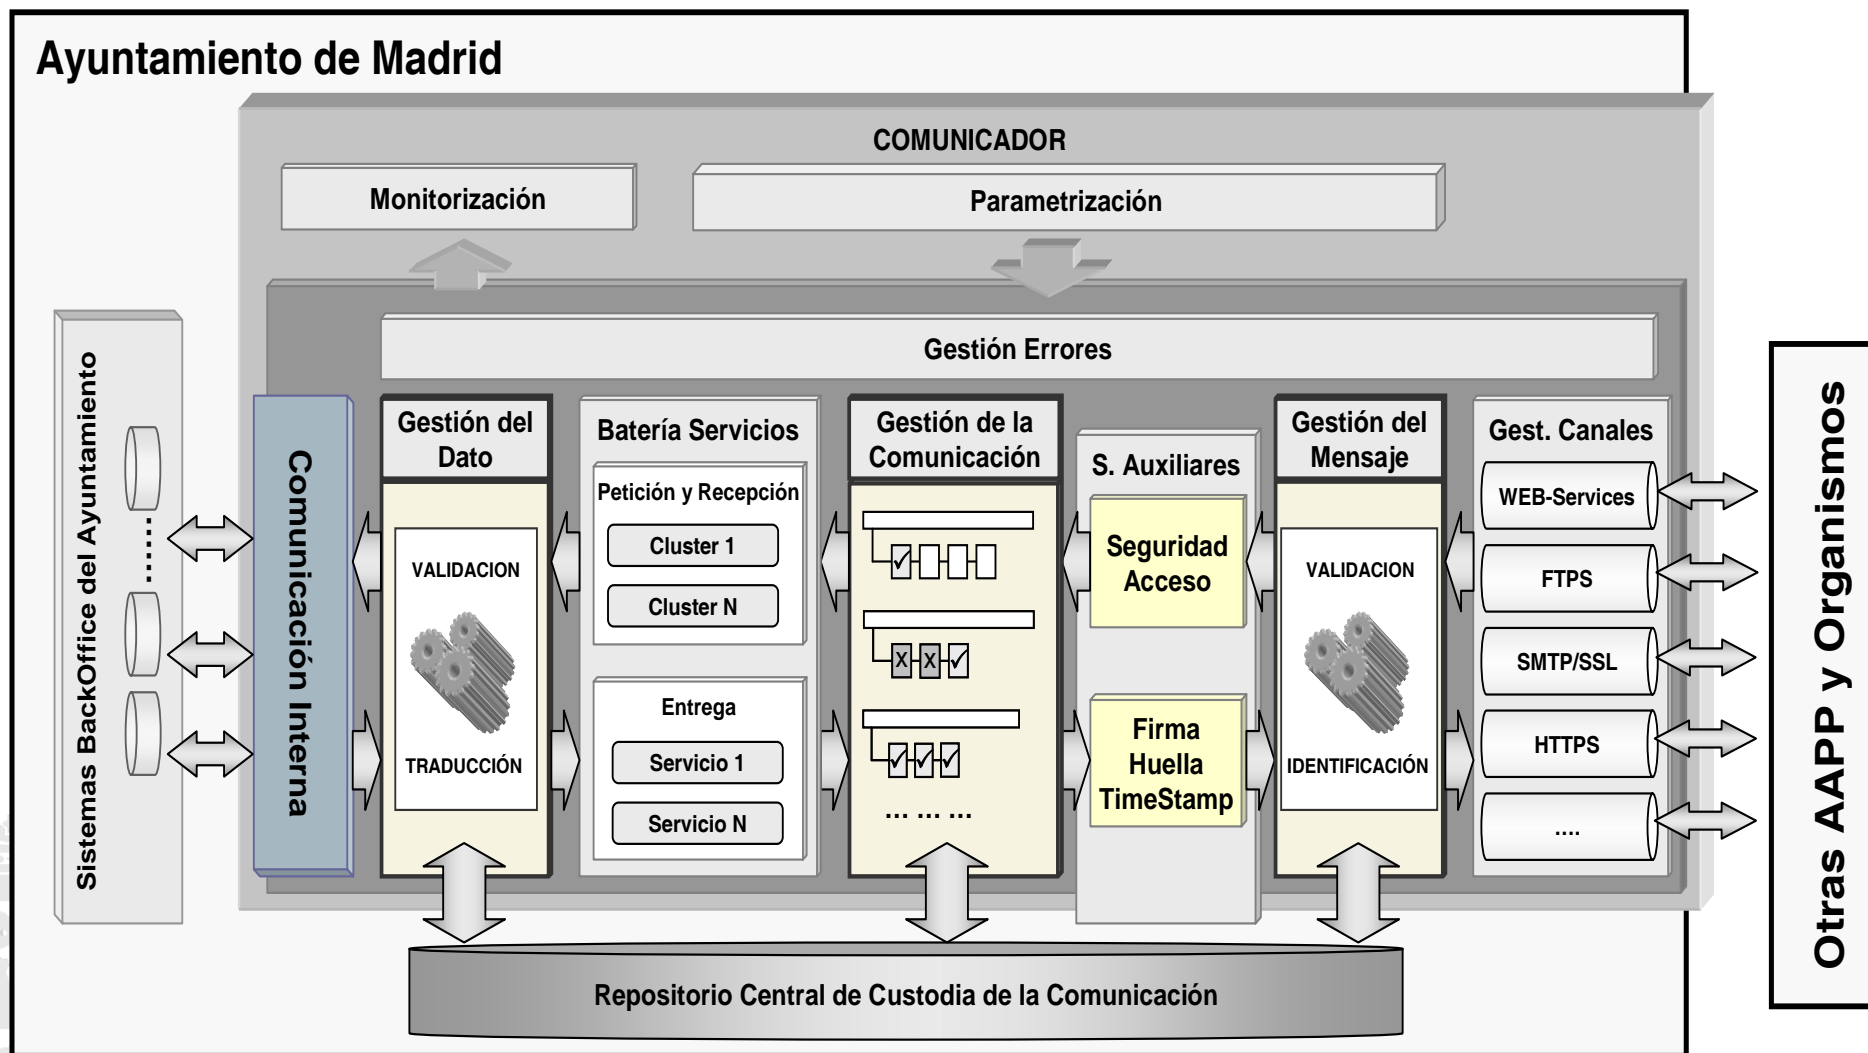 Ayuntamiento de Madrid
COMUNICADOR
Monitorización
Parametrización
Gestión Errores
Sistemas BackOffice del Ayuntamiento
.......
Comunicación Interna
Gestión del
Dato
VALIDACION
TRADUCCIÓN
Batería Servicios
Petición y Recepción
Cluster 1
Cluster N
Entrega
Servicio 1
Servicio N
Gestión de la
Comunicación
X X
... ... ...
S. Auxiliares
Seguridad
Acceso
Firma
Huella
TimeStamp
Gestión del
Mensaje
VALIDACION
IDENTIFICACIÓN
Gest. Canales
WEB-Services
FTPS
SMTP/SSL
HTTPS
....
Otras AAPP y Organismos
Repositorio Central de Custodia de la Comunicación